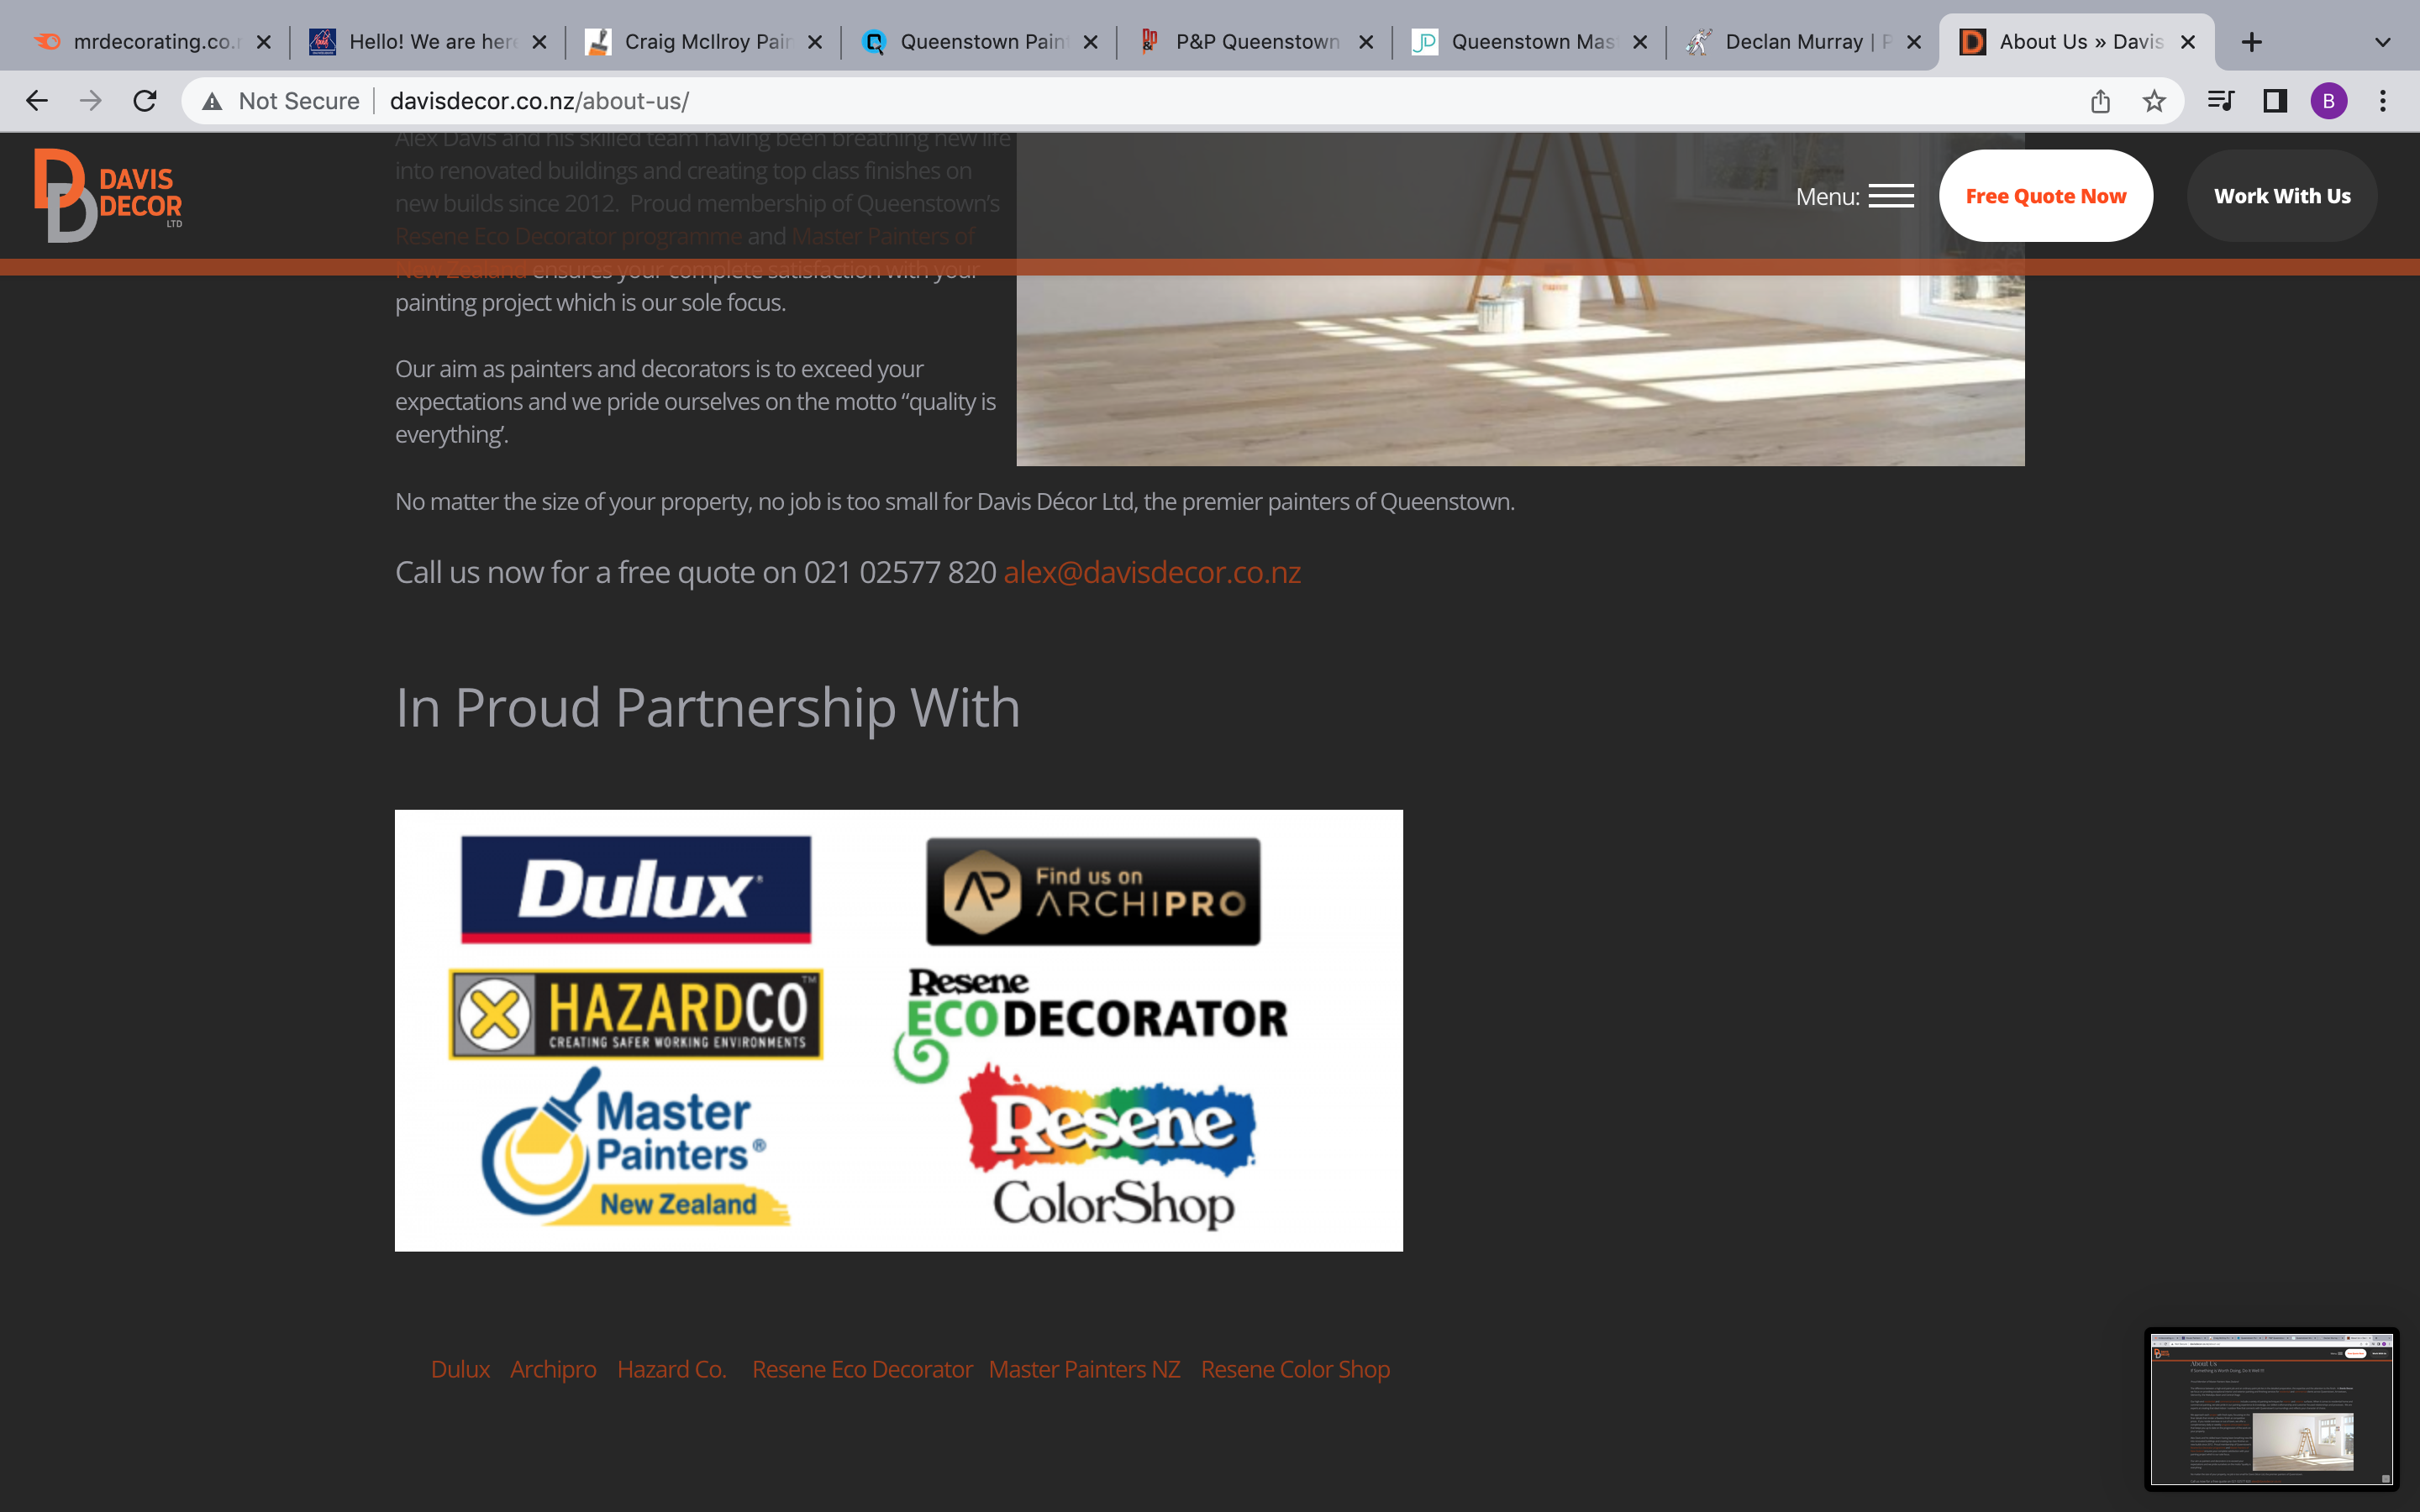 mrdecorating.co.n
Hello! We are here
Craig McIlroy Pain
Queenstown Paint
P&P Queenstown
Queenstown Mas
Declan Murray | P
About Us » Davis
Not Secure
davisdecor.co.nz/about-us/
B
DAVIS
DECOR
LTD
Menu:
Free Quote Now
Work With Us
Alex Davis and his skilled team having been breathing new life
into renovated buildings and creating top class finishes on
new builds since 2012. Proud membership of Queenstown's
Resene Eco Decorator programme and Master Painters of
New Zealand ensures your complete satisfaction with your
painting project which is our sole focus.
Our aim as painters and decorators is to exceed your
expectations and we pride ourselves on the motto “quality is
everything’.
No matter the size of your property, no job is too small for Davis Décor Ltd, the premier painters of Queenstown.
Call us now for a free quote on 021 02577 820 alex@davisdecor.co.nz
In Proud Partnership With
Dulux®
AP Find us on
ARCHIPRO
HAZARDCO™
CREATING SAFER WORKING ENVIRONMENTS
Resene
ECODECORATOR
Master
Painters®
New Zealand
Resene
ColorShop
Dulux Archipro Hazard Co. Resene Eco Decorator Master Painters NZ Resene Color Shop
About Us